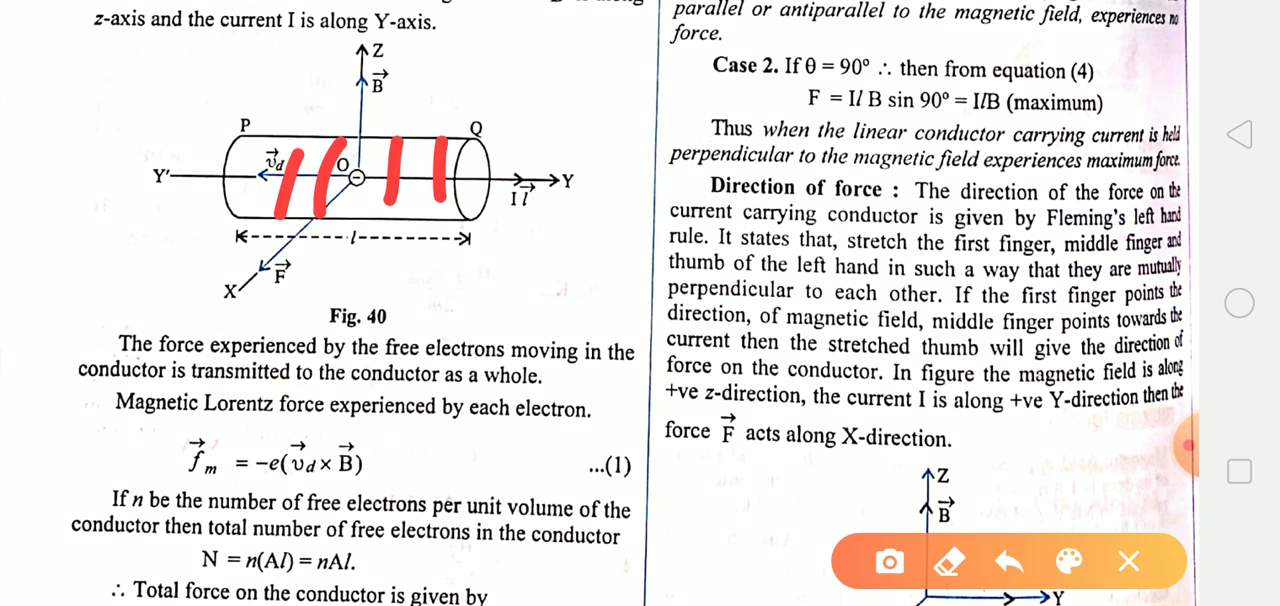 z-axis and the current I is along Y-axis.
Z
B⃗
P
Q
v⃗d
O
Y'
Y
I l⃗
l
F⃗
X
Fig. 40
The force experienced by the free electrons moving in the
conductor is transmitted to the conductor as a whole.
Magnetic Lorentz force experienced by each electron.
f⃗m = –e(v⃗d × B⃗) ...(1)
If n be the number of free electrons per unit volume of the
conductor then total number of free electrons in the conductor
N = n(Al) = nAl.
∴ Total force on the conductor is given by
parallel or antiparallel to the magnetic field, experiences no
force.
Case 2. If θ = 90° ∴ then from equation (4)
F = Il B sin 90° = IlB (maximum)
Thus when the linear conductor carrying current is held
perpendicular to the magnetic field experiences maximum force.
Direction of force : The direction of the force on the
current carrying conductor is given by Fleming's left hand
rule. It states that, stretch the first finger, middle finger and
thumb of the left hand in such a way that they are mutually
perpendicular to each other. If the first finger points the
direction, of magnetic field, middle finger points towards the
current then the stretched thumb will give the direction of
force on the conductor. In figure the magnetic field is along
+ve z-direction, the current I is along +ve Y-direction then the
force F⃗ acts along X-direction.
Z
B⃗
Y